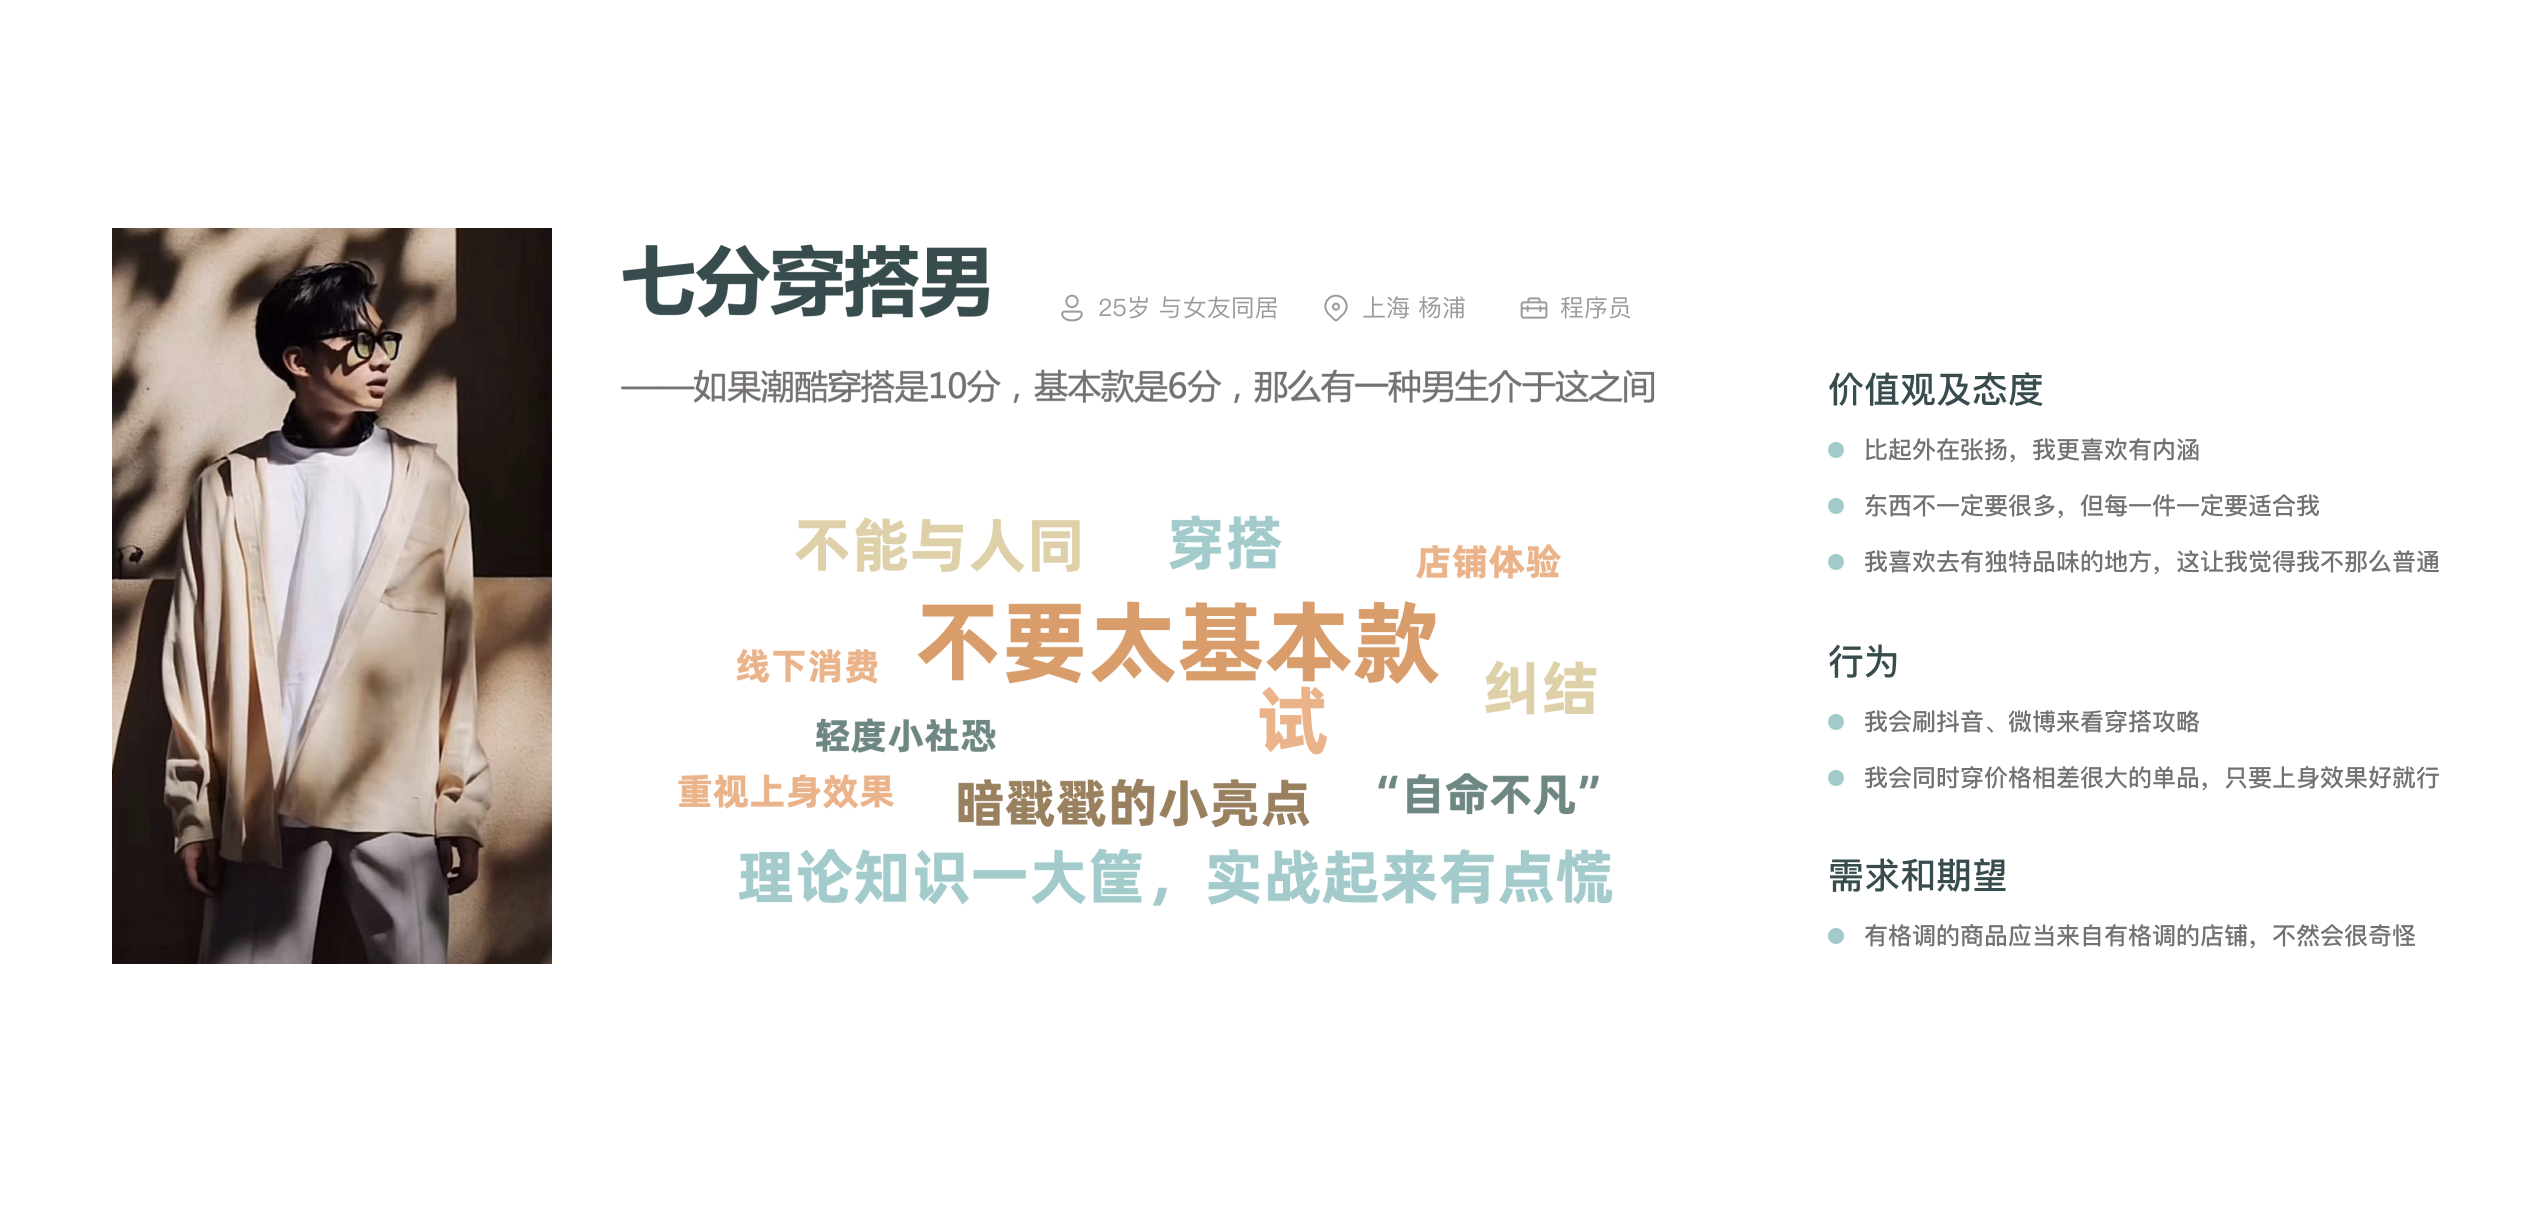 七分穿搭男
25岁 与女友同居
上海 杨浦
程序员
——如果潮酷穿搭是10分，基本款是6分，那么有一种男生介于这之间
不能与人同
穿搭
店铺体验
不要太基本款
线下消费
纠结
试
轻度小社恐
重视上身效果
暗戳戳的小亮点
“自命不凡”
理论知识一大筐，实战起来有点慌
价值观及态度
比起外在张扬，我更喜欢有内涵
东西不一定要很多，但每一件一定要适合我
我喜欢去有独特品味的地方，这让我觉得我不那么普通
行为
我会刷抖音、微博来看穿搭攻略
我会同时穿价格相差很大的单品，只要上身效果好就行
需求和期望
有格调的商品应当来自有格调的店铺，不然会很奇怪